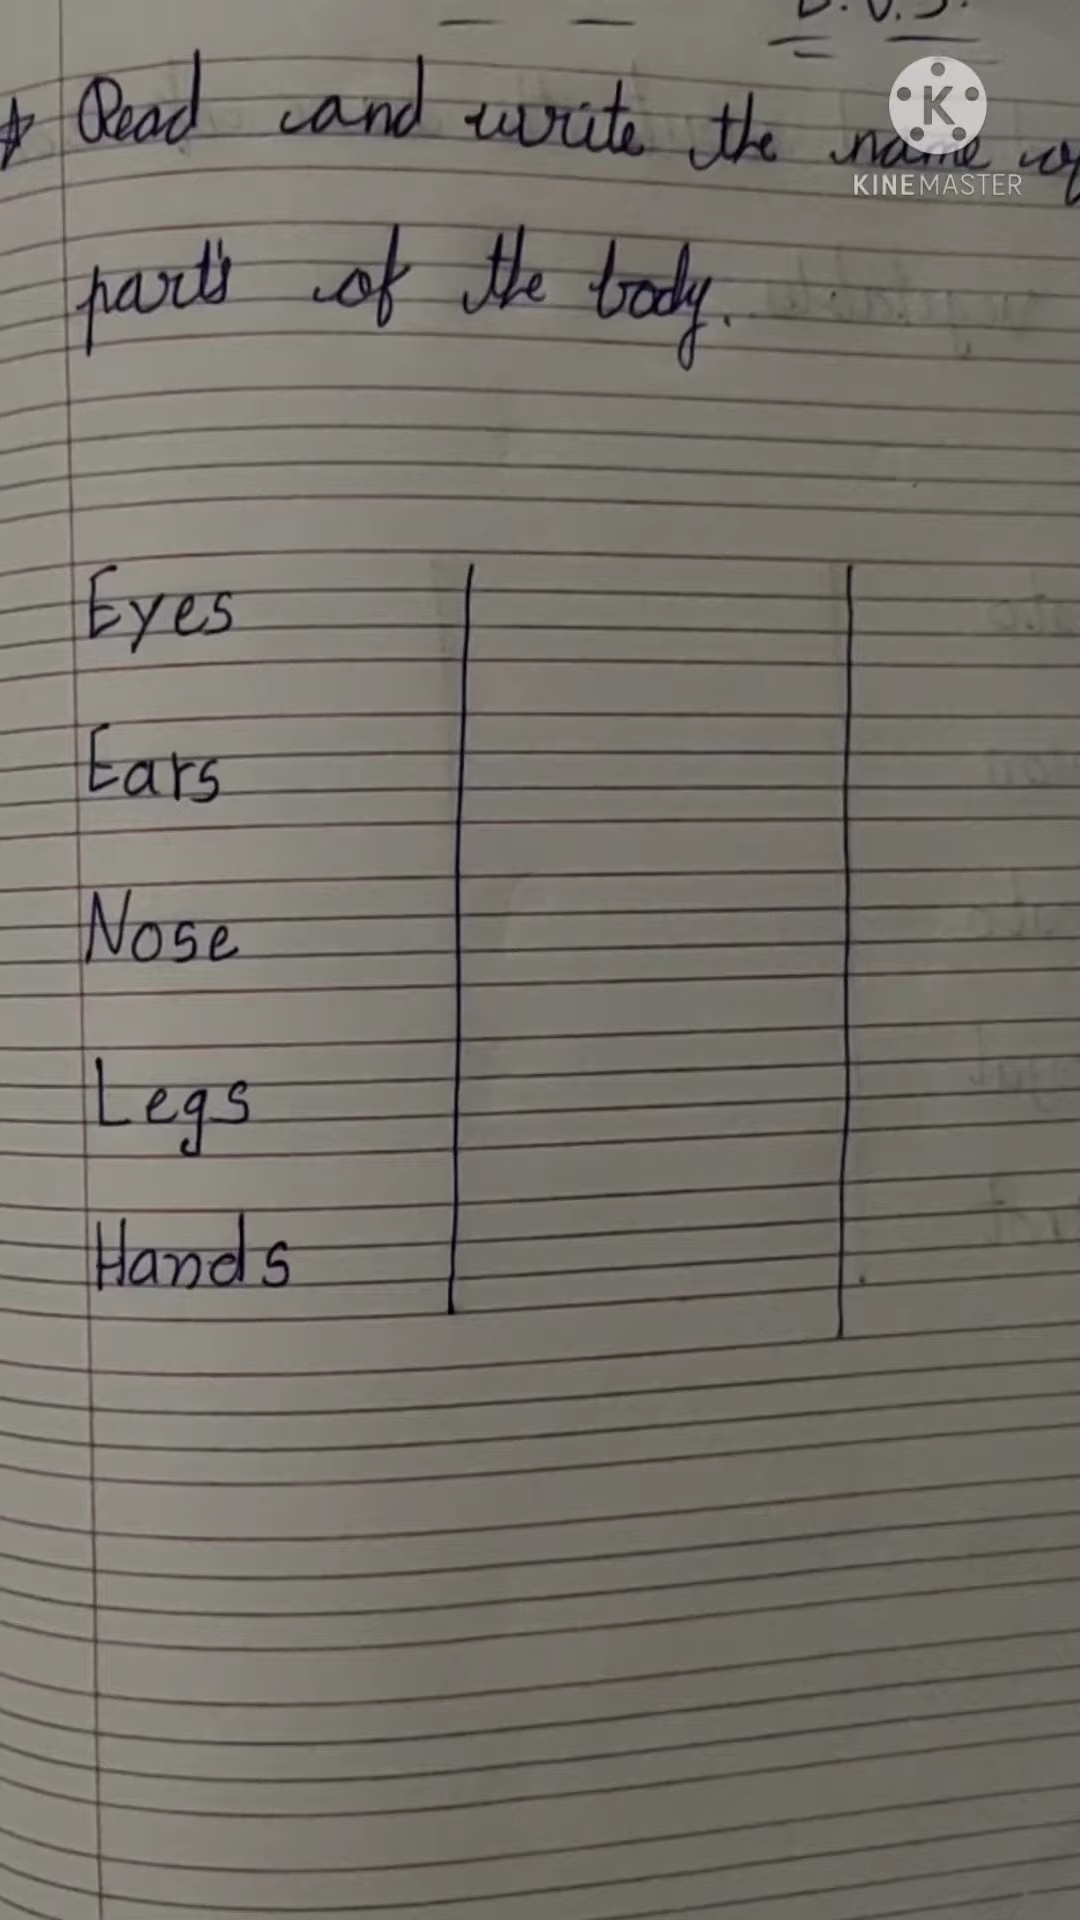 Read and write the name of
parts of the body.
Eyes
Ears
Nose
Legs
Hands
K
KINEMASTER